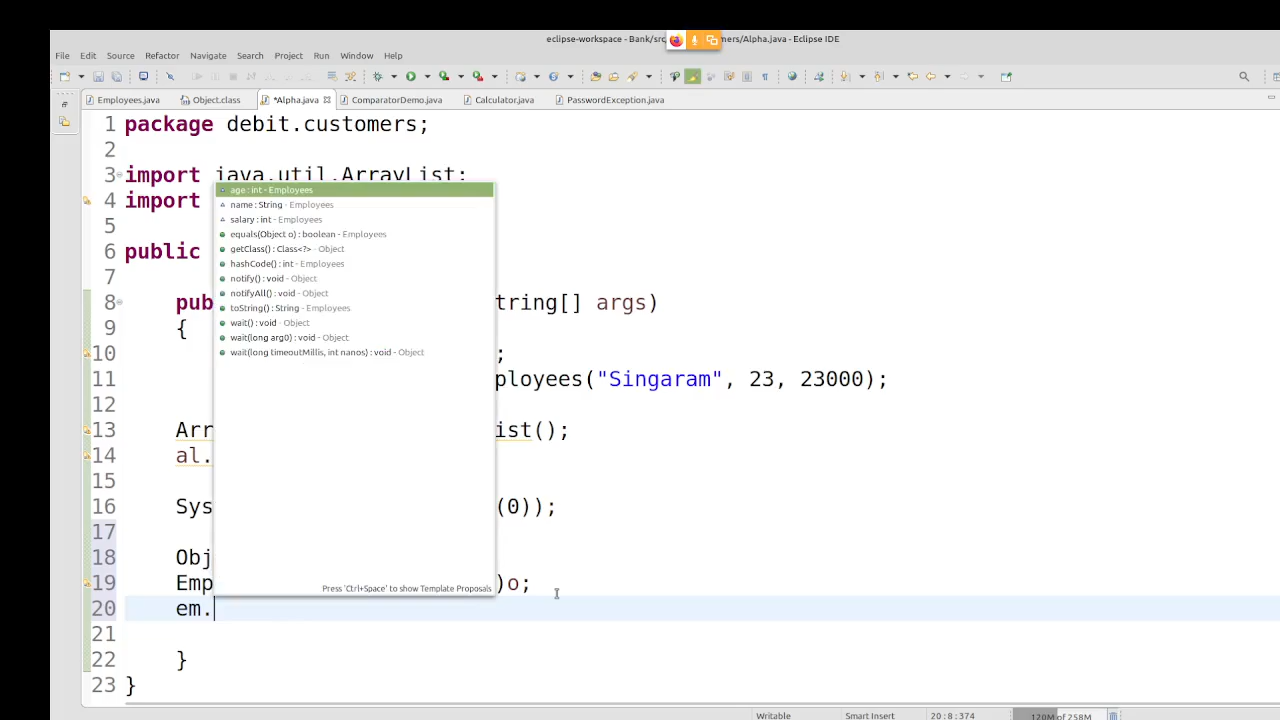 eclipse-workspace - Bank/src mers/Alpha.java - Eclipse IDE
File Edit Source Refactor Navigate Search Project Run Window Help
Employees.java Object.class *Alpha.java ComparatorDemo.java Calculator.java PasswordException.java
1 package debit.customers;
2
3 import java.util.ArrayList;
4 import
5
6 public
7
8 pub tring[] args)
9 {
10 ;
11 ployees("Singaram", 23, 23000);
12
13 Arr ist();
14 al.
15
16 Sys (0));
17
18 Obj
19 Emp )o;
20 em.
21
22 }
23 }
age : int - Employees
name : String - Employees
salary : int - Employees
equals(Object o) : boolean - Employees
getClass() : Class<?> - Object
hashCode() : int - Employees
notify() : void - Object
notifyAll() : void - Object
toString() : String - Employees
wait() : void - Object
wait(long arg0) : void - Object
wait(long timeoutMillis, int nanos) : void - Object
Press 'Ctrl+Space' to show Template Proposals
Writable Smart Insert 20 : 8 : 374 120M of 258M